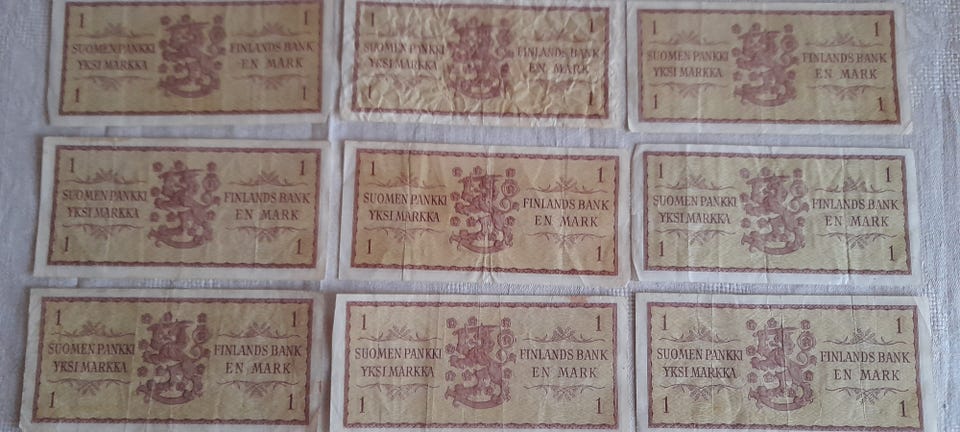 1 1
SUOMEN PANKKI FINLANDS BANK
YKSI MARKKA EN MARK
1 1
1 1
SUOMEN PANKKI FINLANDS BANK
YKSI MARKKA EN MARK
1 1
1 1
SUOMEN PANKKI FINLANDS BANK
YKSI MARKKA EN MARK
1 1
1 1
SUOMEN PANKKI FINLANDS BANK
YKSI MARKKA EN MARK
1 1
1 1
SUOMEN PANKKI FINLANDS BANK
YKSI MARKKA EN MARK
1 1
1 1
SUOMEN PANKKI FINLANDS BANK
YKSI MARKKA EN MARK
1 1
1 1
SUOMEN PANKKI FINLANDS BANK
YKSI MARKKA EN MARK
1 1
1 1
SUOMEN PANKKI FINLANDS BANK
YKSI MARKKA EN MARK
1 1
1 1
SUOMEN PANKKI FINLANDS BANK
YKSI MARKKA EN MARK
1 1